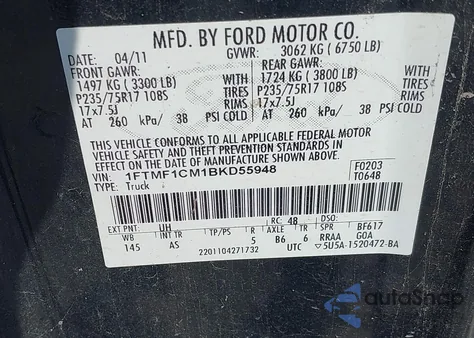 MFD. BY FORD MOTOR CO.
DATE: 04/11 GVWR: 3062 KG ( 6750 LB)
FRONT GAWR: REAR GAWR:
1497 KG ( 3300 LB) WITH 1724 KG ( 3800 LB) WITH
P235/75R17 108S TIRES P235/75R17 108S TIRES
17x7.5J RIMS 17x7.5J RIMS
AT 260 kPa/ 38 PSI COLD AT 260 kPa/ 38 PSI COLD
THIS VEHICLE CONFORMS TO ALL APPLICABLE FEDERAL MOTOR
VEHICLE SAFETY AND THEFT PREVENTION STANDARDS IN EFFECT
ON THE DATE OF MANUFACTURE SHOWN ABOVE.
VIN: 1FTMF1CM1BKD55948 F0203
TYPE: Truck T0648
EXT PNT: UH RC: 48 DSO:
WB INT TR TP/PS R AXLE TR SPR BF617
145 AS 5 B6 6 RRAA GOA
2201104271732 UTC 5U5A-1520472-BA
autoSnap